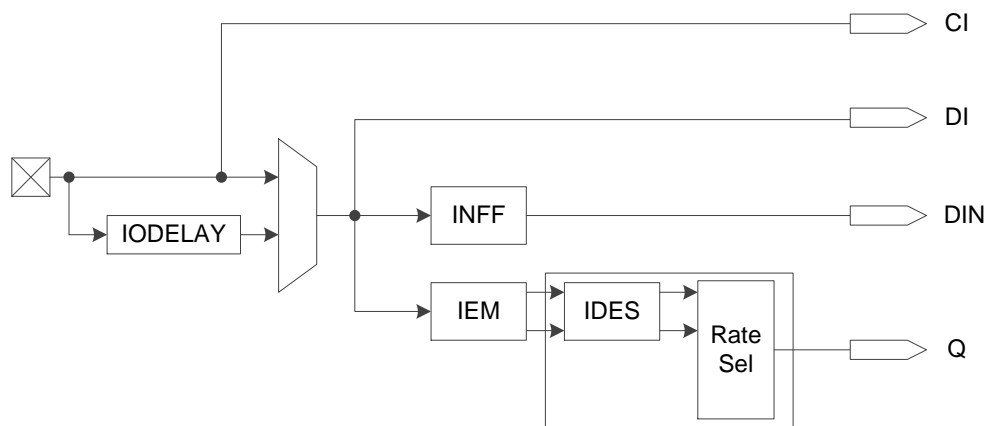 CI
DI
IODELAY
INFF
DIN
IEM
IDES
Rate
Sel
Q